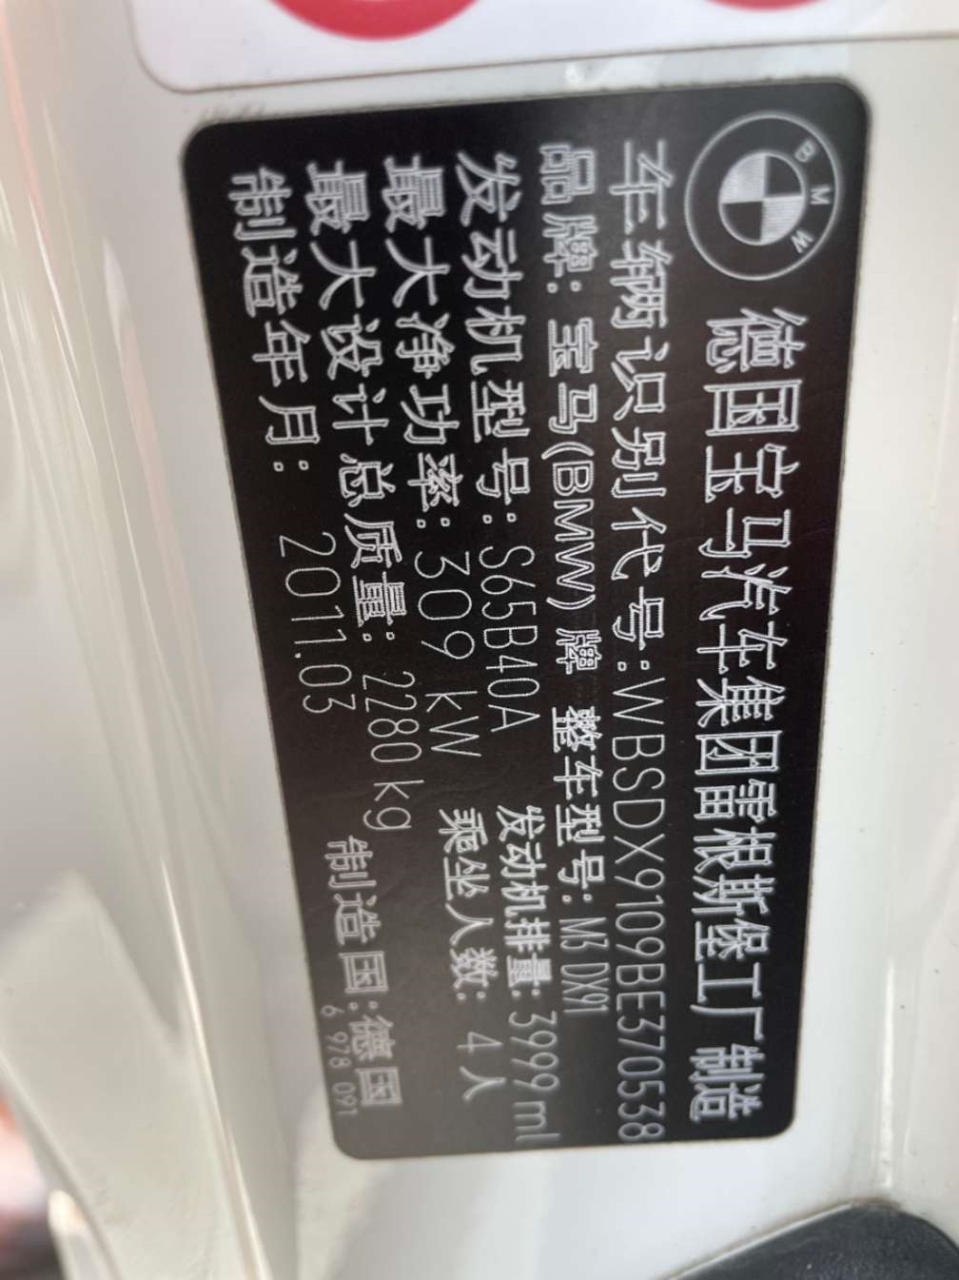 BMW
德国宝马汽车集团雷根斯堡工厂制造
车辆识别代号:WBSDX9109BE370538
品牌: 宝马(BMW) 牌 整车型号: M3 DX91
发动机型号: S65B40A 发动机排量: 3999 ml
最大净功率: 309 kW 乘坐人数: 4 人
最大设计总质量: 2280 kg
制造年月: 2011.03 制造国:德国
6 978 091